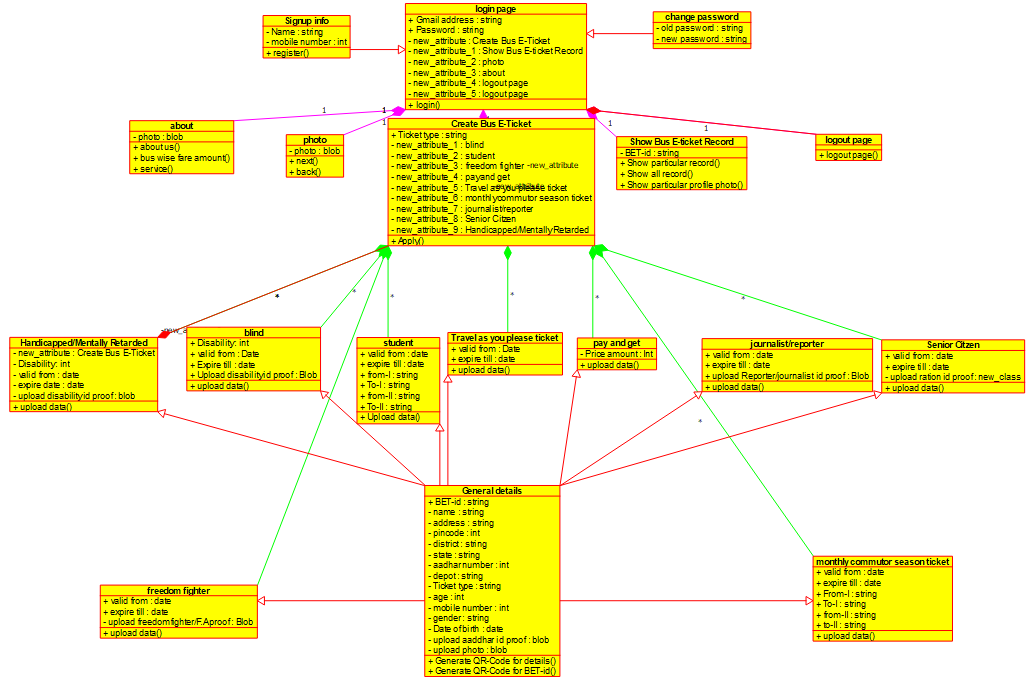 login page
+ Gmail address : string
+ Password : string
- new_attribute : Create Bus E-Ticket
- new_attribute_1 : Show Bus E-ticket Record
- new_attribute_2 : photo
- new_attribute_3 : about
- new_attribute_4 : logout page
- new_attribute_5 : logout page
+ login()
Signup info
- Name : string
- mobile number : int
+ register()
change password
- old password : string
- new password : string
1
1
1
1
1
about
- photo : blob
+ about us()
+ bus wise fare amount()
+ service()
photo
- photo : blob
+ next()
+ back()
Create Bus E-Ticket
+ Ticket type : string
- new_attribute_1 : blind
- new_attribute_2 : student
- new_attribute_3 : freedom fighter
-new_attribute
- new_attribute_4 : payand get
- new_attribute_5 : Travel as you please ticket
- new_attribute_6 : monthly commutor season ticket
- new_attribute_7 : journalist/reporter
- new_attribute_8 : Senior Citzen
- new_attribute_9 : Handicapped/Mentally Retarded
+ Apply()
Show Bus E-ticket Record
- BET-id : string
+ Show particular record()
+ Show all record()
+ Show particular profile photo()
logout page
+ logout page()
*
*
*
*
*
*
*
-new_a
Handicapped/Mentally Retarded
- new_attribute : Create Bus E-Ticket
- Disability: int
- valid from : date
- expire date : date
- upload disabilityid proof : blob
+ upload data()
blind
+ Disability: int
+ valid from : Date
+ Expire till : date
+ Upload disabilityid proof : Blob
+ upload data()
student
+ valid from : date
+ expire till : date
+ from-I : string
+ To-I : string
+ from-II : string
+ To-II : string
+ Upload data()
Travel as you please ticket
+ valid from : Date
+ expire till : date
+ upload data()
pay and get
- Price amount : Int
+ upload data()
journalist/reporter
+ valid from : date
+ expire till : date
+ upload Reporter/journalist id proof : Blob
+ upload data()
Senior Citzen
+ valid from : date
+ expire till : date
- upload ration id proof : new_class
+ upload data()
General details
+ BET-id : string
- name : string
- address : string
- pincode : int
- district : string
- state : string
- aadhar number : int
- depot : string
- Ticket type : string
- age : int
- mobile number : int
- gender : string
- Date of birth : date
- upload aaddhar id proof : blob
- upload photo : blob
+ Generate QR-Code for details()
+ Generate QR-Code for BET-id()
freedom fighter
+ valid from : date
+ expire till : date
- upload freedomfighter/F.Aproof : Blob
+ upload data()
monthly commutor season ticket
+ valid from : date
+ expire till : date
+ From-I : string
+ To-I : string
+ from-II : string
+ to-II : string
+ upload data()